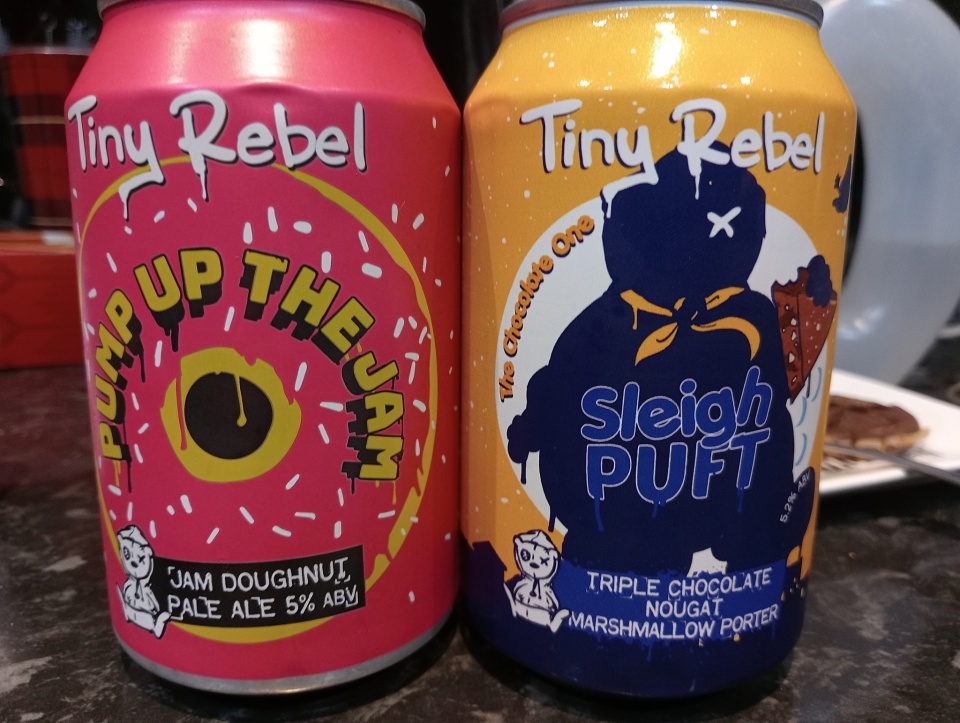 Tiny Rebel
PUMP UP THE JAM
JAM DOUGHNUT
PALE ALE 5% ABV
Tiny Rebel
The Chocolate One
Sleigh
PUFT
5.2% ABV
TRIPLE CHOCOLATE
NOUGAT
MARSHMALLOW PORTER